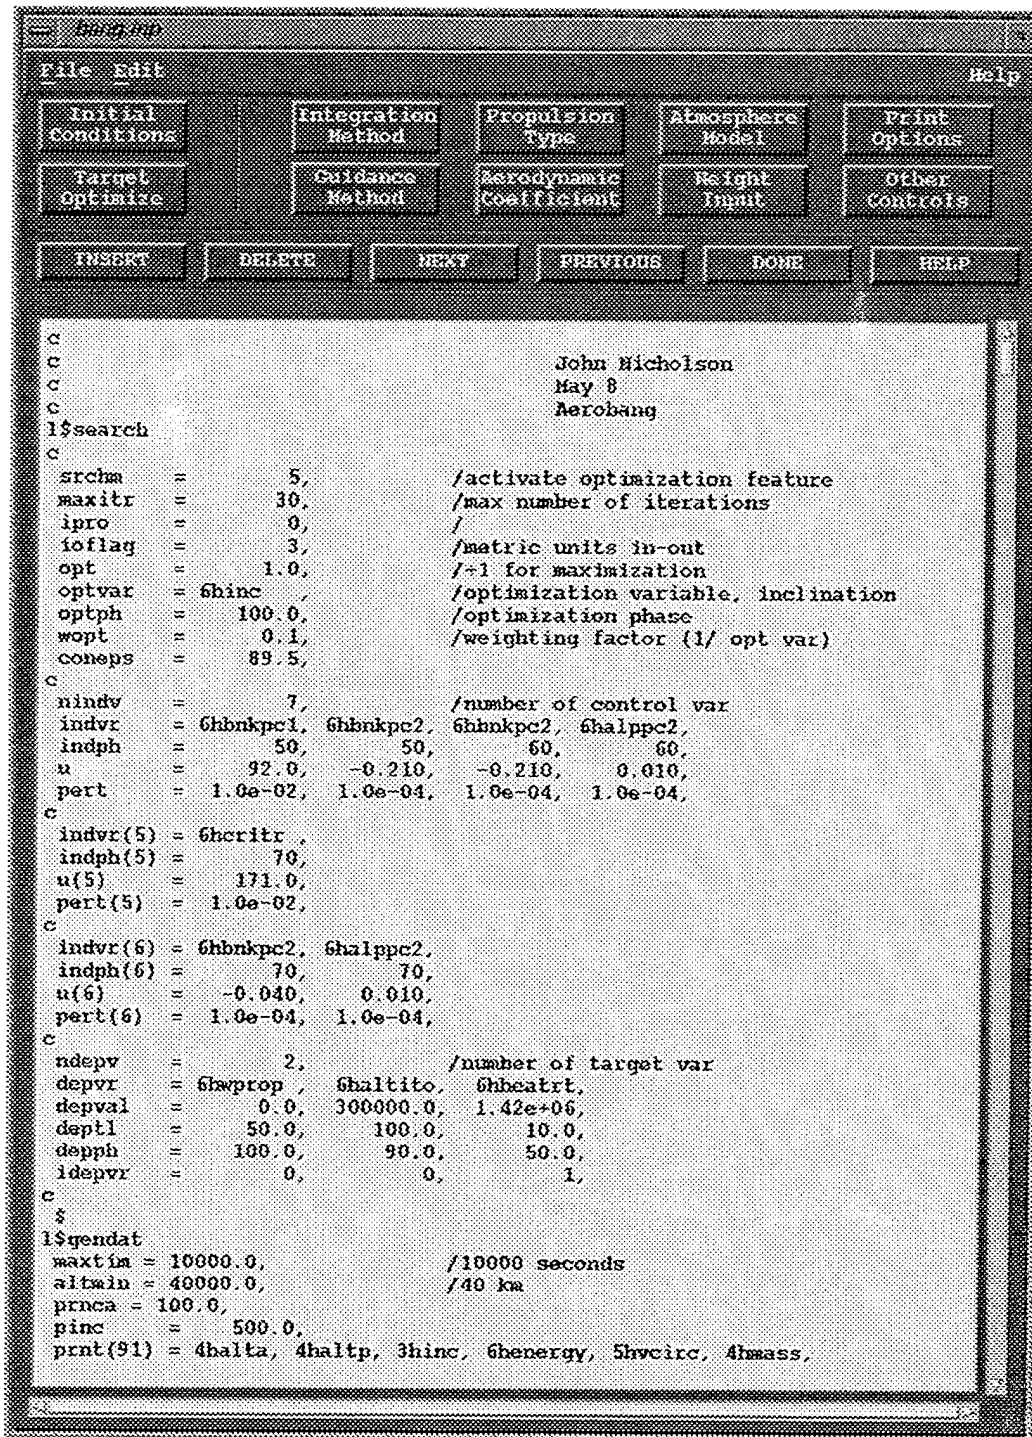 bang.inp
File Edit Help
Initial Conditions Integration Method Propulsion Type Atmosphere Model Print Options
Target Optimize Guidance Method Aerodynamic Coefficient Weight Input Other Controls
INSERT DELETE NEXT PREVIOUS DONE HELP
c
c John Nicholson
c May 8
c Aerobang
l$search
c
srchm = 5, /activate optimization feature
maxitr = 30, /max number of iterations
ipro = 0, /
ioflag = 3, /metric units in-out
opt = 1.0, /+1 for maximization
optvar = 6hinc , /optimization variable, inclination
optph = 100.0, /optimization phase
wopt = 0.1, /weighting factor (1/ opt var)
coneps = 89.5,
c
nindv = 7, /number of control var
indvr = 6hbnkpc1, 6hbnkpc2, 6hbnkpc2, 6halppc2,
indph = 50, 50, 60, 60,
u = 92.0, -0.210, -0.210, 0.010,
pert = 1.0e-02, 1.0e-04, 1.0e-04, 1.0e-04,
c
indvr(5) = 6hcritr ,
indph(5) = 70,
u(5) = 171.0,
pert(5) = 1.0e-02,
c
indvr(6) = 6hbnkpc2, 6halppc2,
indph(6) = 70, 70,
u(6) = -0.040, 0.010,
pert(6) = 1.0e-04, 1.0e-04,
c
ndepv = 2, /number of target var
depvr = 6hwprop , 6haltito, 6hheatrt,
depval = 0.0, 300000.0, 1.42e+06,
deptl = 50.0, 100.0, 10.0,
depph = 100.0, 90.0, 50.0,
idepvr = 0, 0, 1,
c
$
l$gendat
maxtim = 10000.0, /10000 seconds
altmin = 40000.0, /40 km
prnca = 100.0,
pinc = 500.0,
prnt(91) = 4halta, 4haltp, 3hinc, 6henergy, 5hvcirc, 4hmass,